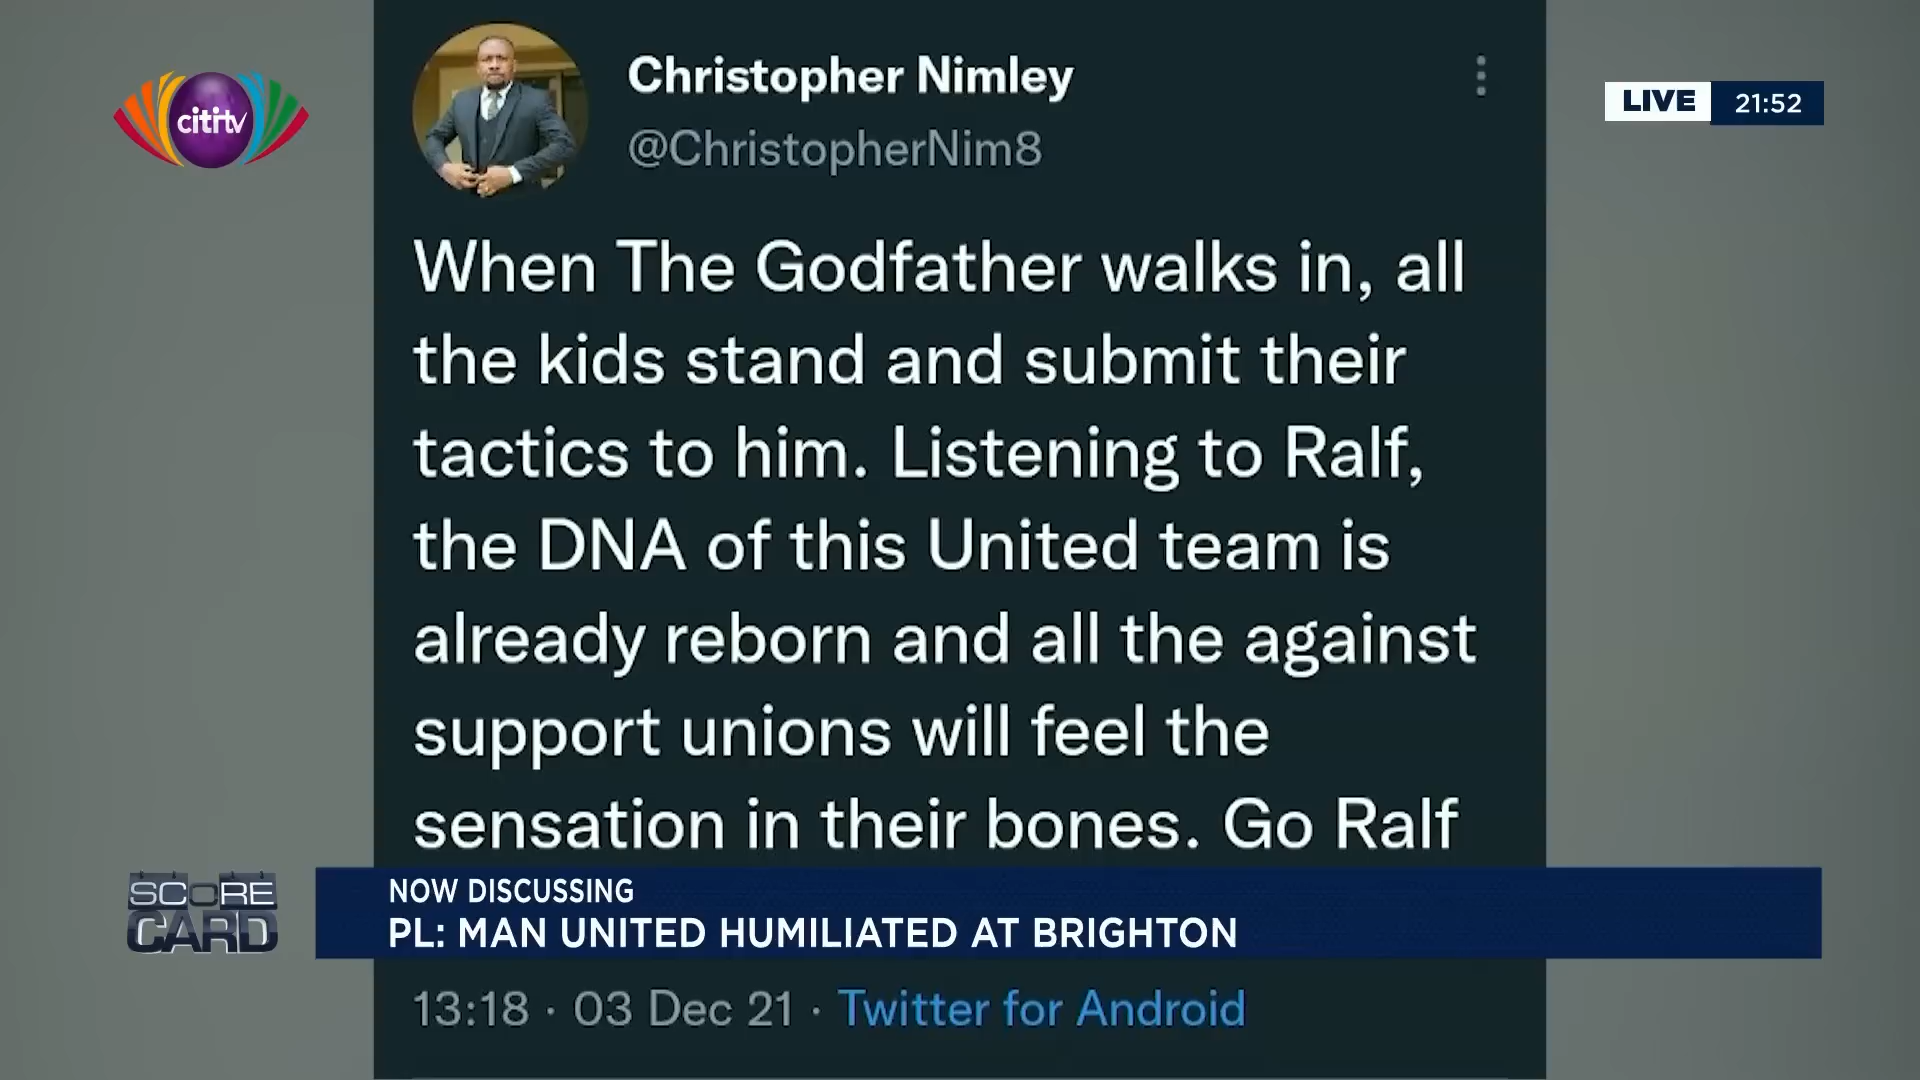 cititv
LIVE 21:52
Christopher Nimley
@ChristopherNim8
When The Godfather walks in, all
the kids stand and submit their
tactics to him. Listening to Ralf,
the DNA of this United team is
already reborn and all the against
support unions will feel the
sensation in their bones. Go Ralf
SCORE
CARD
NOW DISCUSSING
PL: MAN UNITED HUMILIATED AT BRIGHTON
13:18 · 03 Dec 21 · Twitter for Android